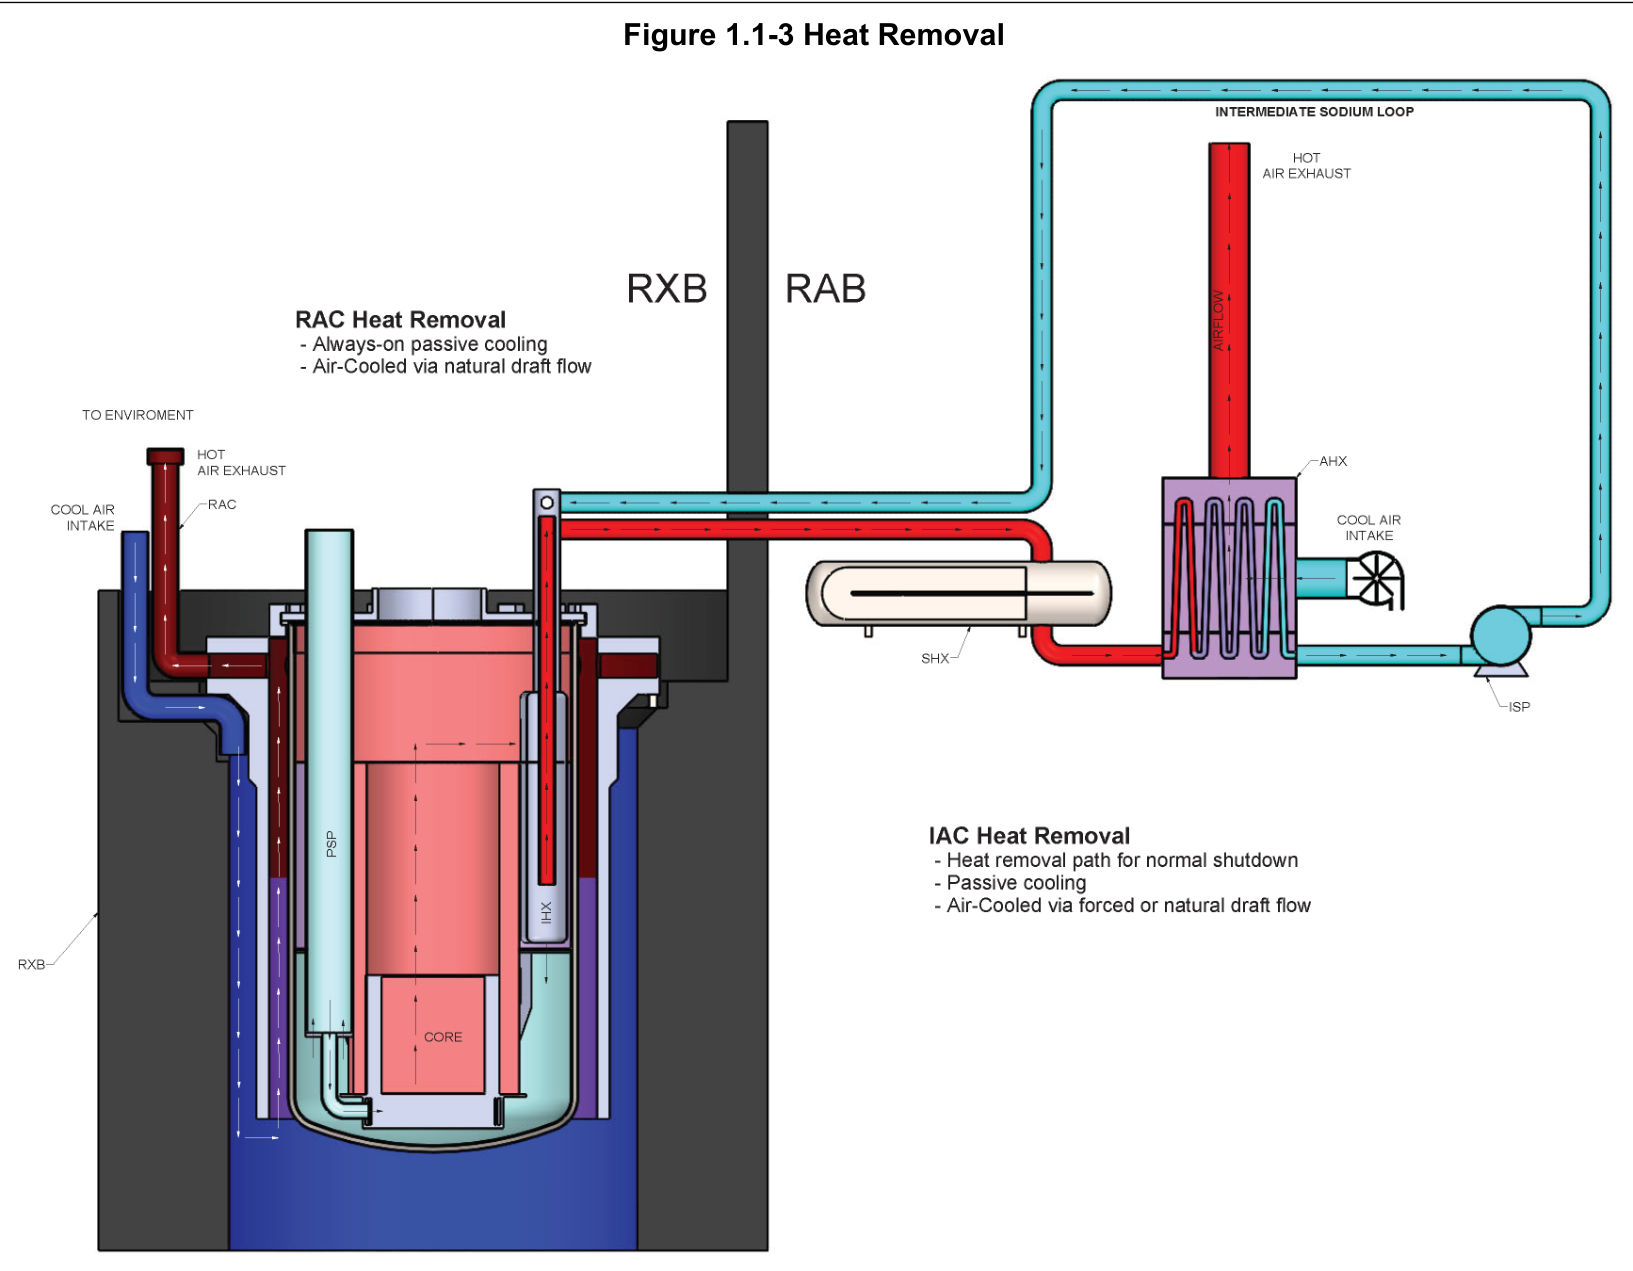 Figure 1.1-3 Heat Removal
INTERMEDIATE SODIUM LOOP
HOT
AIR EXHAUST
AIRFLOW
RXB
RAB
RAC Heat Removal
- Always-on passive cooling
- Air-Cooled via natural draft flow
TO ENVIROMENT
HOT
AIR EXHAUST
RAC
COOL AIR
INTAKE
AHX
COOL AIR
INTAKE
SHX
ISP
PSP
IHX
CORE
RXB
IAC Heat Removal
- Heat removal path for normal shutdown
- Passive cooling
- Air-Cooled via forced or natural draft flow